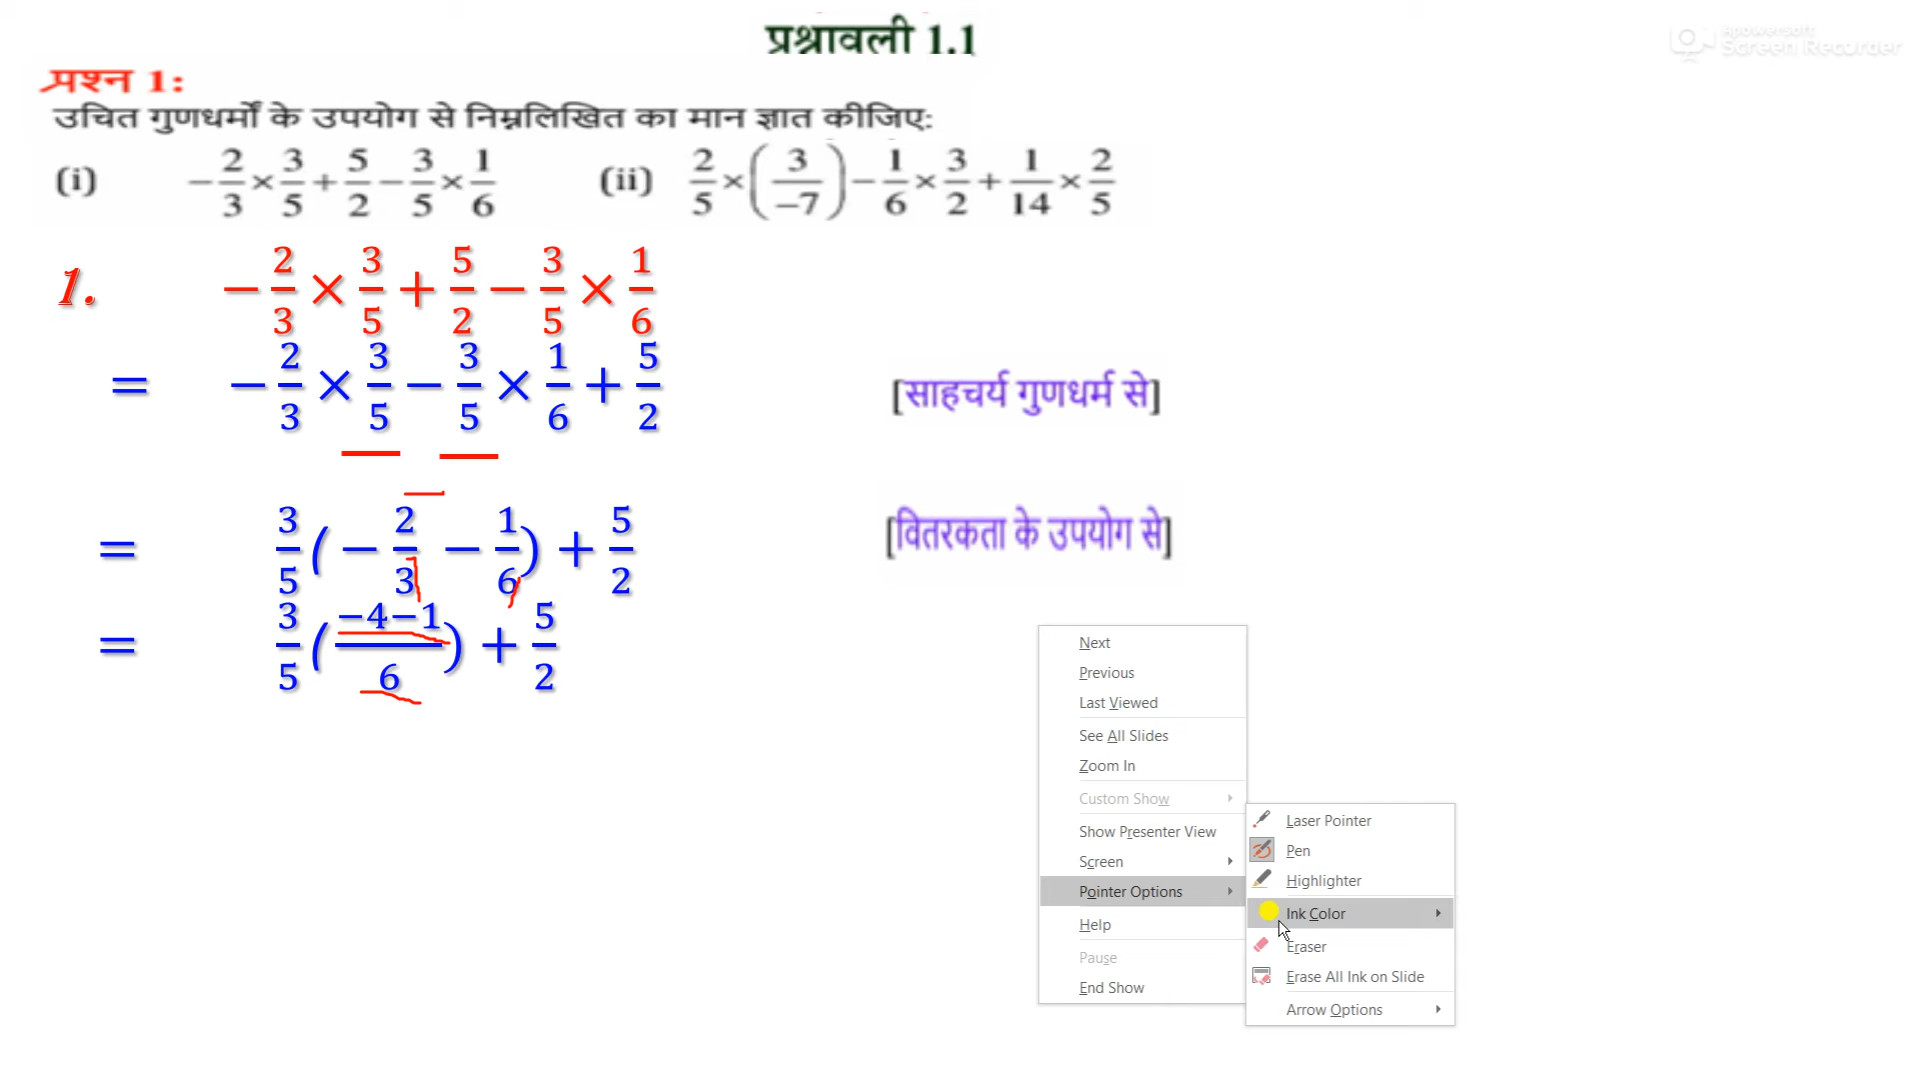 प्रश्नावली 1.1
Apowersoft
Screen Recorder
प्रश्न 1:
उचित गुणधर्मों के उपयोग से निम्नलिखित का मान ज्ञात कीजिए:
(i) −2/3 × 3/5 + 5/2 − 3/5 × 1/6 (ii) 2/5 × (3/−7) − 1/6 × 3/2 + 1/14 × 2/5
1. −2/3 × 3/5 + 5/2 − 3/5 × 1/6
= −2/3 × 3/5 − 3/5 × 1/6 + 5/2 [साहचर्य गुणधर्म से]
= 3/5 (−2/3 − 1/6) + 5/2 [वितरकता के उपयोग से]
= 3/5 (−4−1/6) + 5/2
Next
Previous
Last Viewed
See All Slides
Zoom In
Custom Show
Show Presenter View
Screen
Pointer Options
Help
Pause
End Show
Laser Pointer
Pen
Highlighter
Ink Color
Eraser
Erase All Ink on Slide
Arrow Options